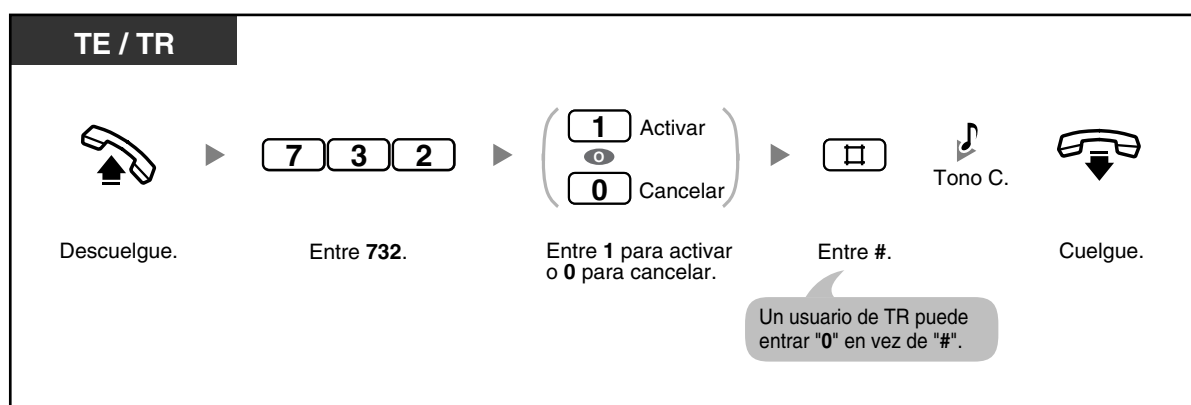 TE / TR
7 3 2
1 Activar
o
0 Cancelar
#
Tono C.
Descuelgue.
Entre 732.
Entre 1 para activar
o 0 para cancelar.
Entre #.
Cuelgue.
Un usuario de TR puede
entrar "0" en vez de "#".